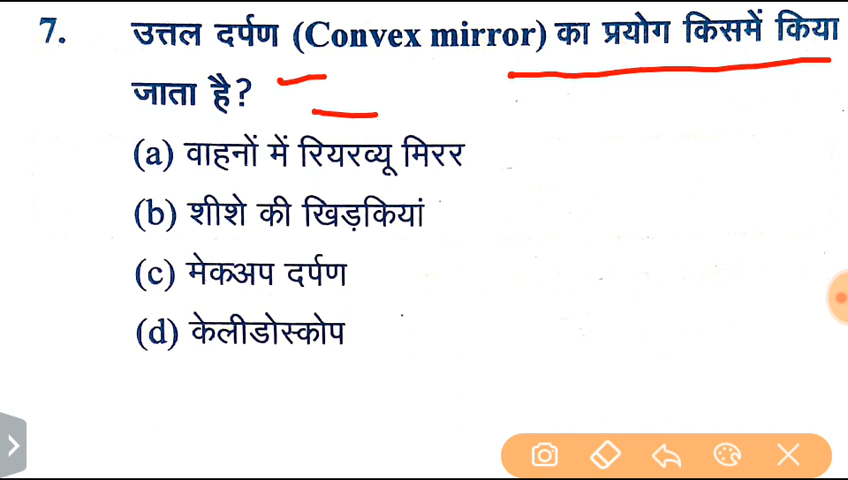 7. उत्तल दर्पण (Convex mirror) का प्रयोग किसमें किया
जाता है?
(a) वाहनों में रियरव्यू मिरर
(b) शीशे की खिड़कियां
(c) मेकअप दर्पण
(d) केलीडोस्कोप